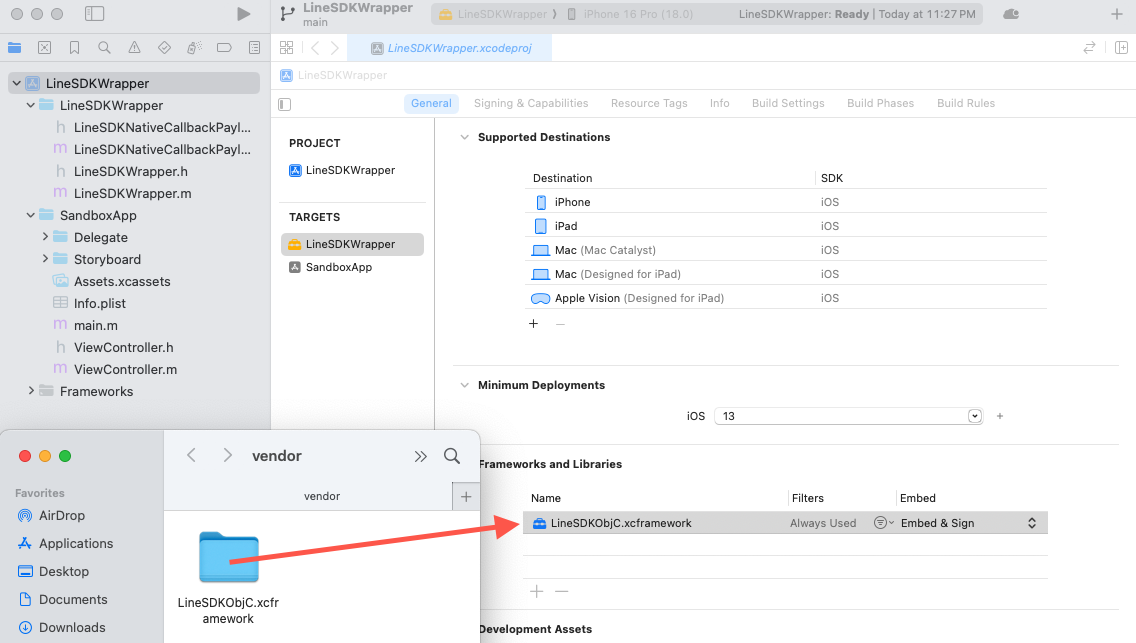 LineSDKWrapper
main
LineSDKWrapper ⟩ iPhone 16 Pro (18.0)
LineSDKWrapper: Ready | Today at 11:27 PM
LineSDKWrapper.xcodeproj
LineSDKWrapper
LineSDKWrapper
LineSDKWrapper
h LineSDKNativeCallbackPayl...
m LineSDKNativeCallbackPayl...
h LineSDKWrapper.h
m LineSDKWrapper.m
SandboxApp
Delegate
Storyboard
Assets.xcassets
Info.plist
m main.m
h ViewController.h
m ViewController.m
Frameworks
General Signing & Capabilities Resource Tags Info Build Settings Build Phases Build Rules
PROJECT
LineSDKWrapper
TARGETS
LineSDKWrapper
SandboxApp
Supported Destinations
Destination SDK
iPhone iOS
iPad iOS
Mac (Mac Catalyst) iOS
Mac (Designed for iPad) iOS
Apple Vision (Designed for iPad) iOS
+ −
Minimum Deployments
iOS 13 +
Frameworks and Libraries
Name Filters Embed
LineSDKObjC.xcframework Always Used Embed & Sign
+ −
Development Assets
vendor
vendor +
Favorites
AirDrop
Applications
Desktop
Documents
Downloads
LineSDKObjC.xcfr
amework